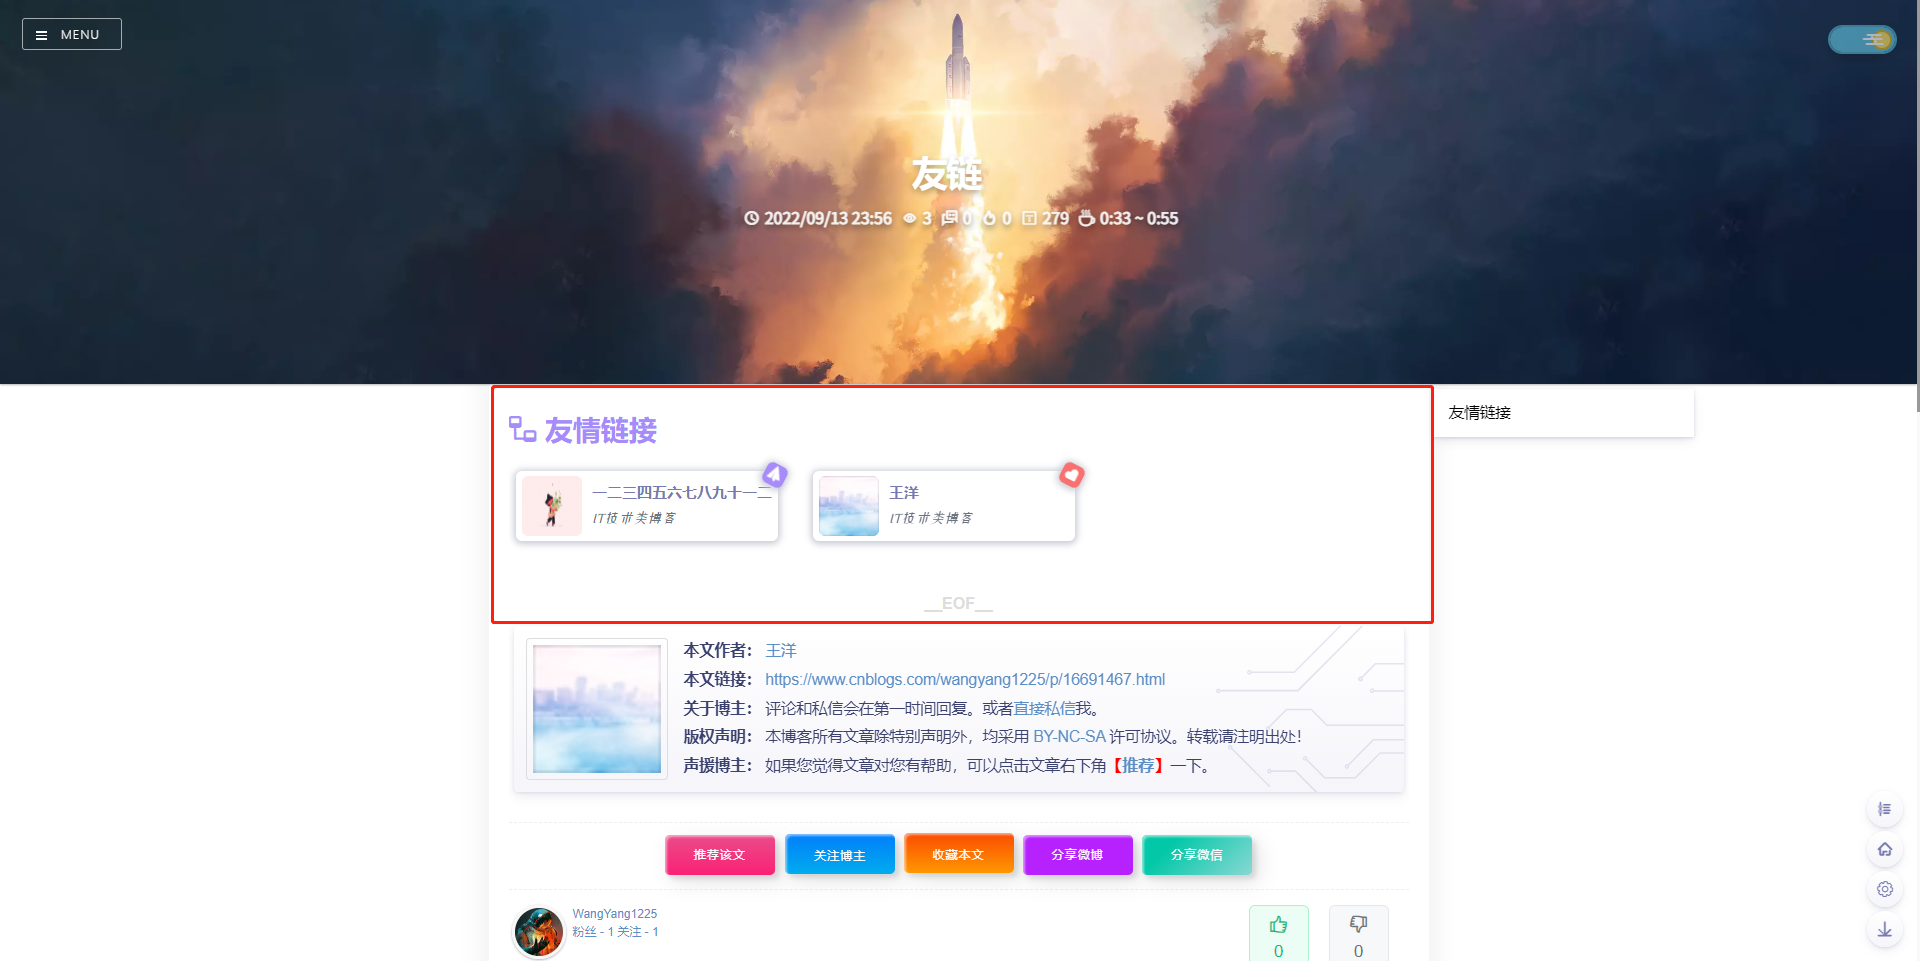 MENU
友链
2022/09/13 23:56 3 0 0 279 0:33 ~ 0:55
友情链接
友情链接
一二三四五六七八九十一二
IT技术类博客
王洋
IT技术类博客
__EOF__
本文作者： 王洋
本文链接： https://www.cnblogs.com/wangyang1225/p/16691467.html
关于博主： 评论和私信会在第一时间回复。或者直接私信我。
版权声明： 本博客所有文章除特别声明外，均采用 BY-NC-SA 许可协议。转载请注明出处！
声援博主： 如果您觉得文章对您有帮助，可以点击文章右下角【推荐】一下。
推荐该文 关注博主 收藏本文 分享微博 分享微信
WangYang1225
粉丝 - 1 关注 - 1
0 0